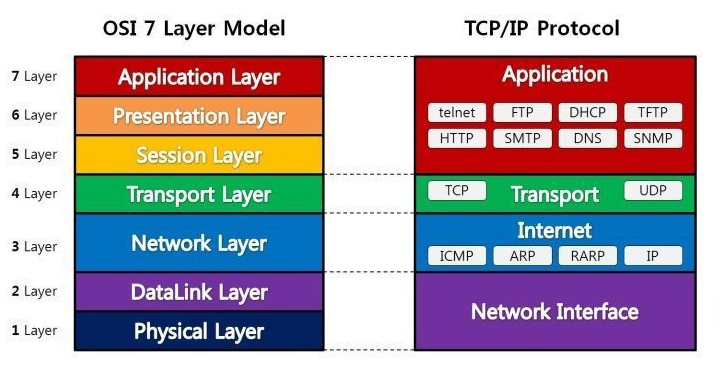 OSI 7 Layer Model
TCP/IP Protocol
7 Layer
Application Layer
6 Layer
Presentation Layer
5 Layer
Session Layer
4 Layer
Transport Layer
3 Layer
Network Layer
2 Layer
DataLink Layer
1 Layer
Physical Layer
Application
telnet FTP DHCP TFTP
HTTP SMTP DNS SNMP
TCP Transport UDP
Internet
ICMP ARP RARP IP
Network Interface